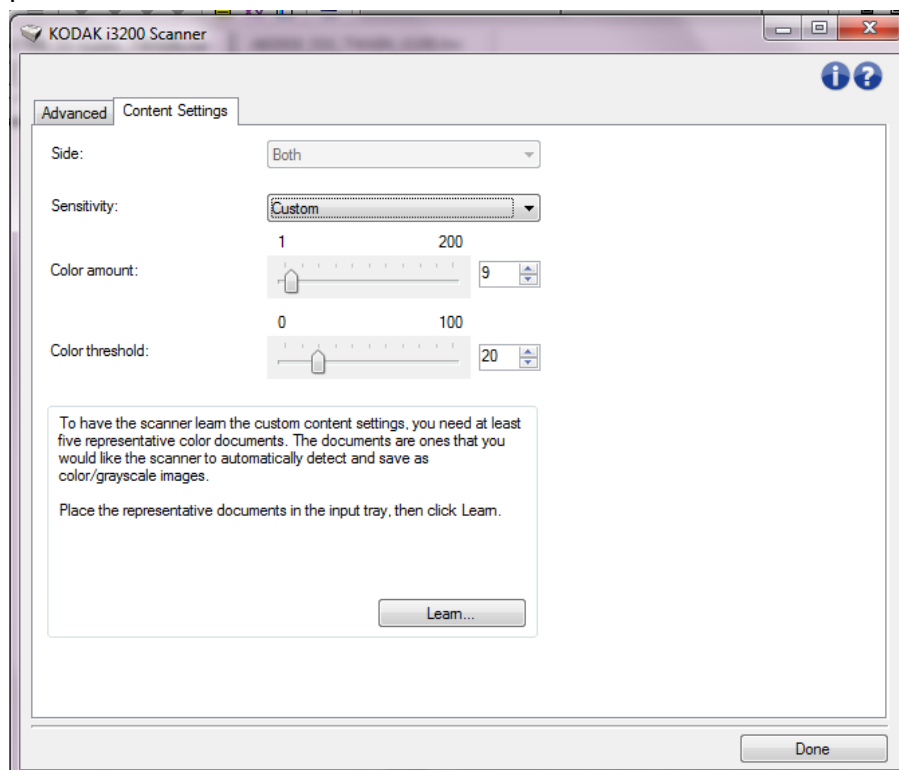 KODAK i3200 Scanner
Advanced
Content Settings
Side:
Both
Sensitivity:
Custom
1
200
Color amount:
9
0
100
Color threshold:
20
To have the scanner learn the custom content settings, you need at least
five representative color documents. The documents are ones that you
would like the scanner to automatically detect and save as
color/grayscale images.
Place the representative documents in the input tray, then click Learn.
Learn...
Done